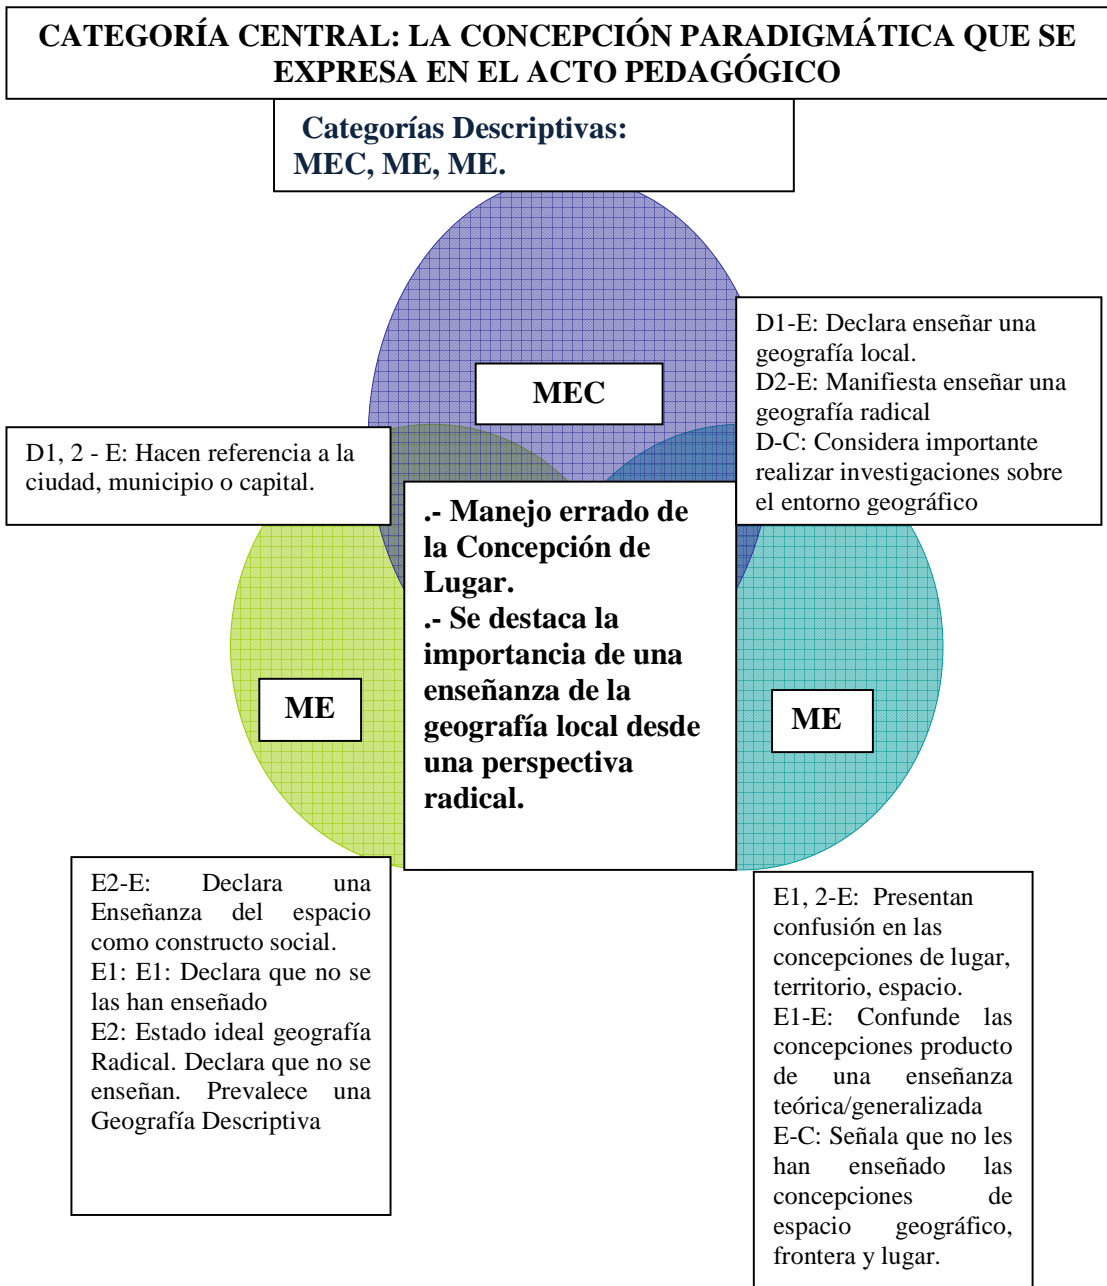 CATEGORÍA CENTRAL: LA CONCEPCIÓN PARADIGMÁTICA QUE SE
EXPRESA EN EL ACTO PEDAGÓGICO
Categorías Descriptivas:
MEC, ME, ME.
MEC
D1-E: Declara enseñar una
geografía local.
D2-E: Manifiesta enseñar una
geografía radical
D-C: Considera importante
realizar investigaciones sobre
el entorno geográfico
D1, 2 - E: Hacen referencia a la
ciudad, municipio o capital.
.- Manejo errado de
la Concepción de
Lugar.
.- Se destaca la
importancia de una
enseñanza de la
geografía local desde
una perspectiva
radical.
ME
ME
E2-E: Declara una
Enseñanza del espacio
como constructo social.
E1: E1: Declara que no se
las han enseñado
E2: Estado ideal geografía
Radical. Declara que no se
enseñan. Prevalece una
Geografía Descriptiva
E1, 2-E: Presentan
confusión en las
concepciones de lugar,
territorio, espacio.
E1-E: Confunde las
concepciones producto
de una enseñanza
teórica/generalizada
E-C: Señala que no les
han enseñado las
concepciones de
espacio geográfico,
frontera y lugar.